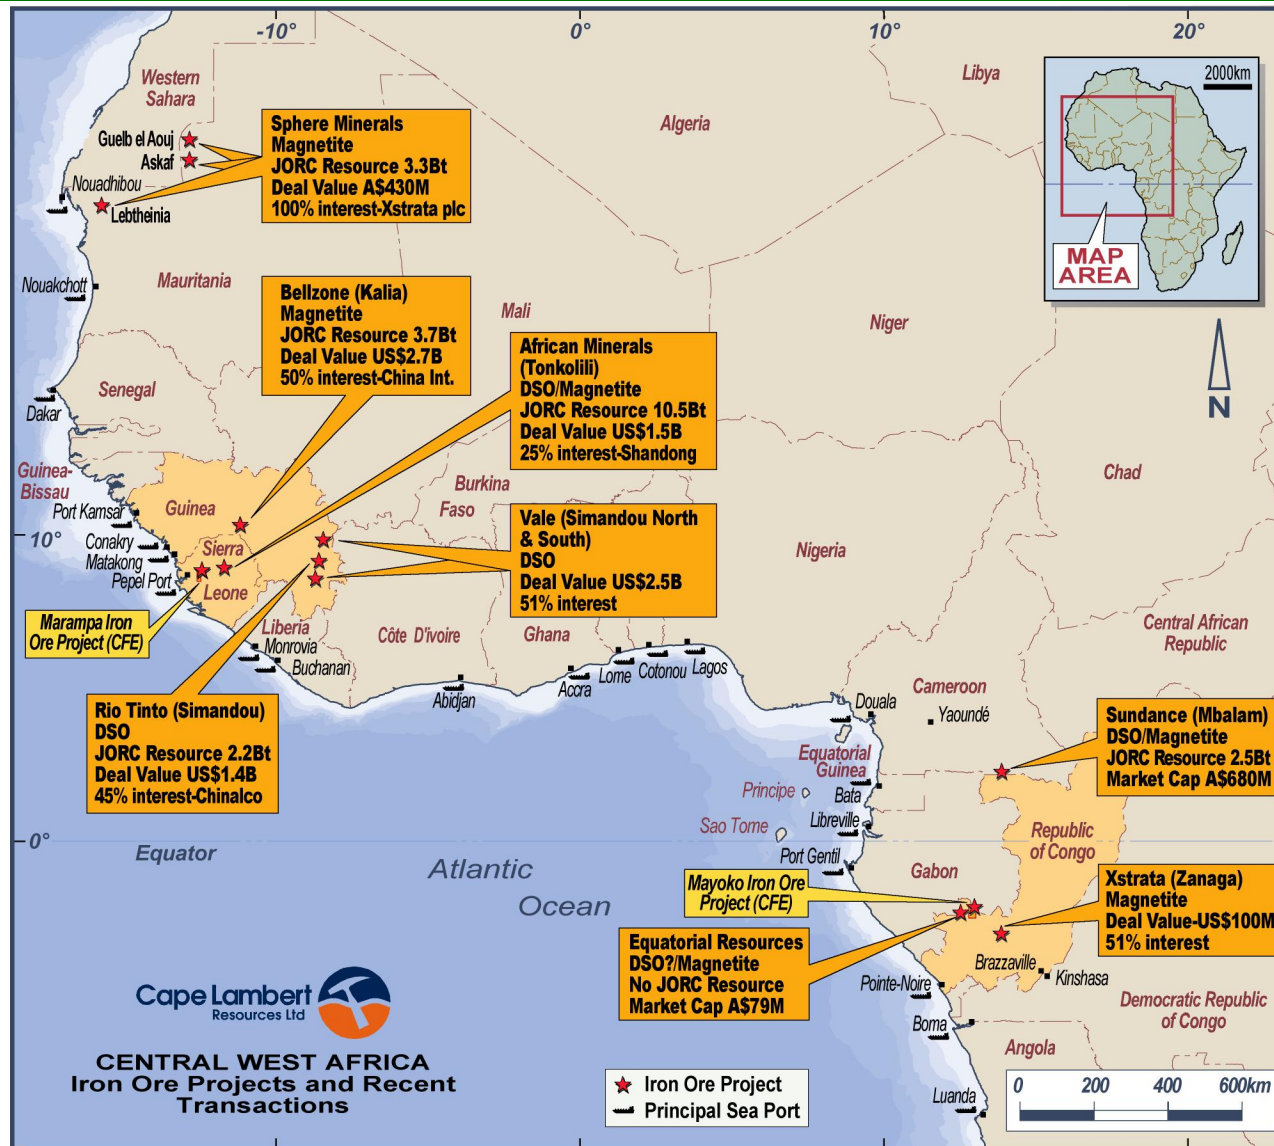 -10°
0°
10°
20°
Western
Sahara
Libya
Algeria
2000km
MAP
AREA
Guelb el Aouj
Askaf
Nouadhibou
Lebtheinia
Sphere Minerals
Magnetite
JORC Resource 3.3Bt
Deal Value A$430M
100% interest-Xstrata plc
Nouakchott
Mauritania
Bellzone (Kalia)
Magnetite
JORC Resource 3.7Bt
Deal Value US$2.7B
50% interest-China Int.
Mali
Niger
African Minerals
(Tonkolili)
DSO/Magnetite
JORC Resource 10.5Bt
Deal Value US$1.5B
25% interest-Shandong
N
Senegal
Dakar
Guinea-
Bissau
Chad
Burkina
Faso
Guinea
Port Kamsar
10°
Conakry
Matakong
Pepel Port
Sierra
Leone
Vale (Simandou North
& South)
DSO
Deal Value US$2.5B
51% interest
Nigeria
Marampa Iron
Ore Project (CFE)
Liberia
Monrovia
Buchanan
Côte D'ivoire
Ghana
Central African
Republic
Abidjan
Accra
Lome
Cotonou
Lagos
Rio Tinto (Simandou)
DSO
JORC Resource 2.2Bt
Deal Value US$1.4B
45% interest-Chinalco
Cameroon
Douala
Yaoundé
Sundance (Mbalam)
DSO/Magnetite
JORC Resource 2.5Bt
Market Cap A$680M
Equatorial
Guinea
Principe
Bata
Sao Tome
Libreville
Republic
of Congo
0°
Equator
Atlantic
Ocean
Port Gentil
Gabon
Mayoko Iron Ore
Project (CFE)
Xstrata (Zanaga)
Magnetite
Deal Value-US$100M
51% interest
Equatorial Resources
DSO?/Magnetite
No JORC Resource
Market Cap A$79M
Brazzaville
Kinshasa
Pointe-Noire
Democratic Republic
of Congo
Boma
Angola
Luanda
Cape Lambert
Resources Ltd
CENTRAL WEST AFRICA
Iron Ore Projects and Recent
Transactions
Iron Ore Project
Principal Sea Port
0 200 400 600km
-10°
0°
10°